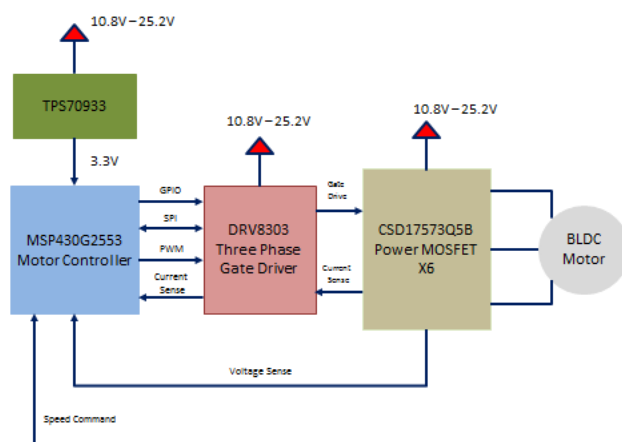 10.8V – 25.2V
TPS70933
3.3V
10.8V – 25.2V
10.8V – 25.2V
MSP430G2553
Motor Controller
GPIO
SPI
PWM
Current
Sense
DRV8303
Three Phase
Gate Driver
Gate
Drive
Current
Sense
CSD17573Q5B
Power MOSFET
X6
BLDC
Motor
Voltage Sense
Speed Command